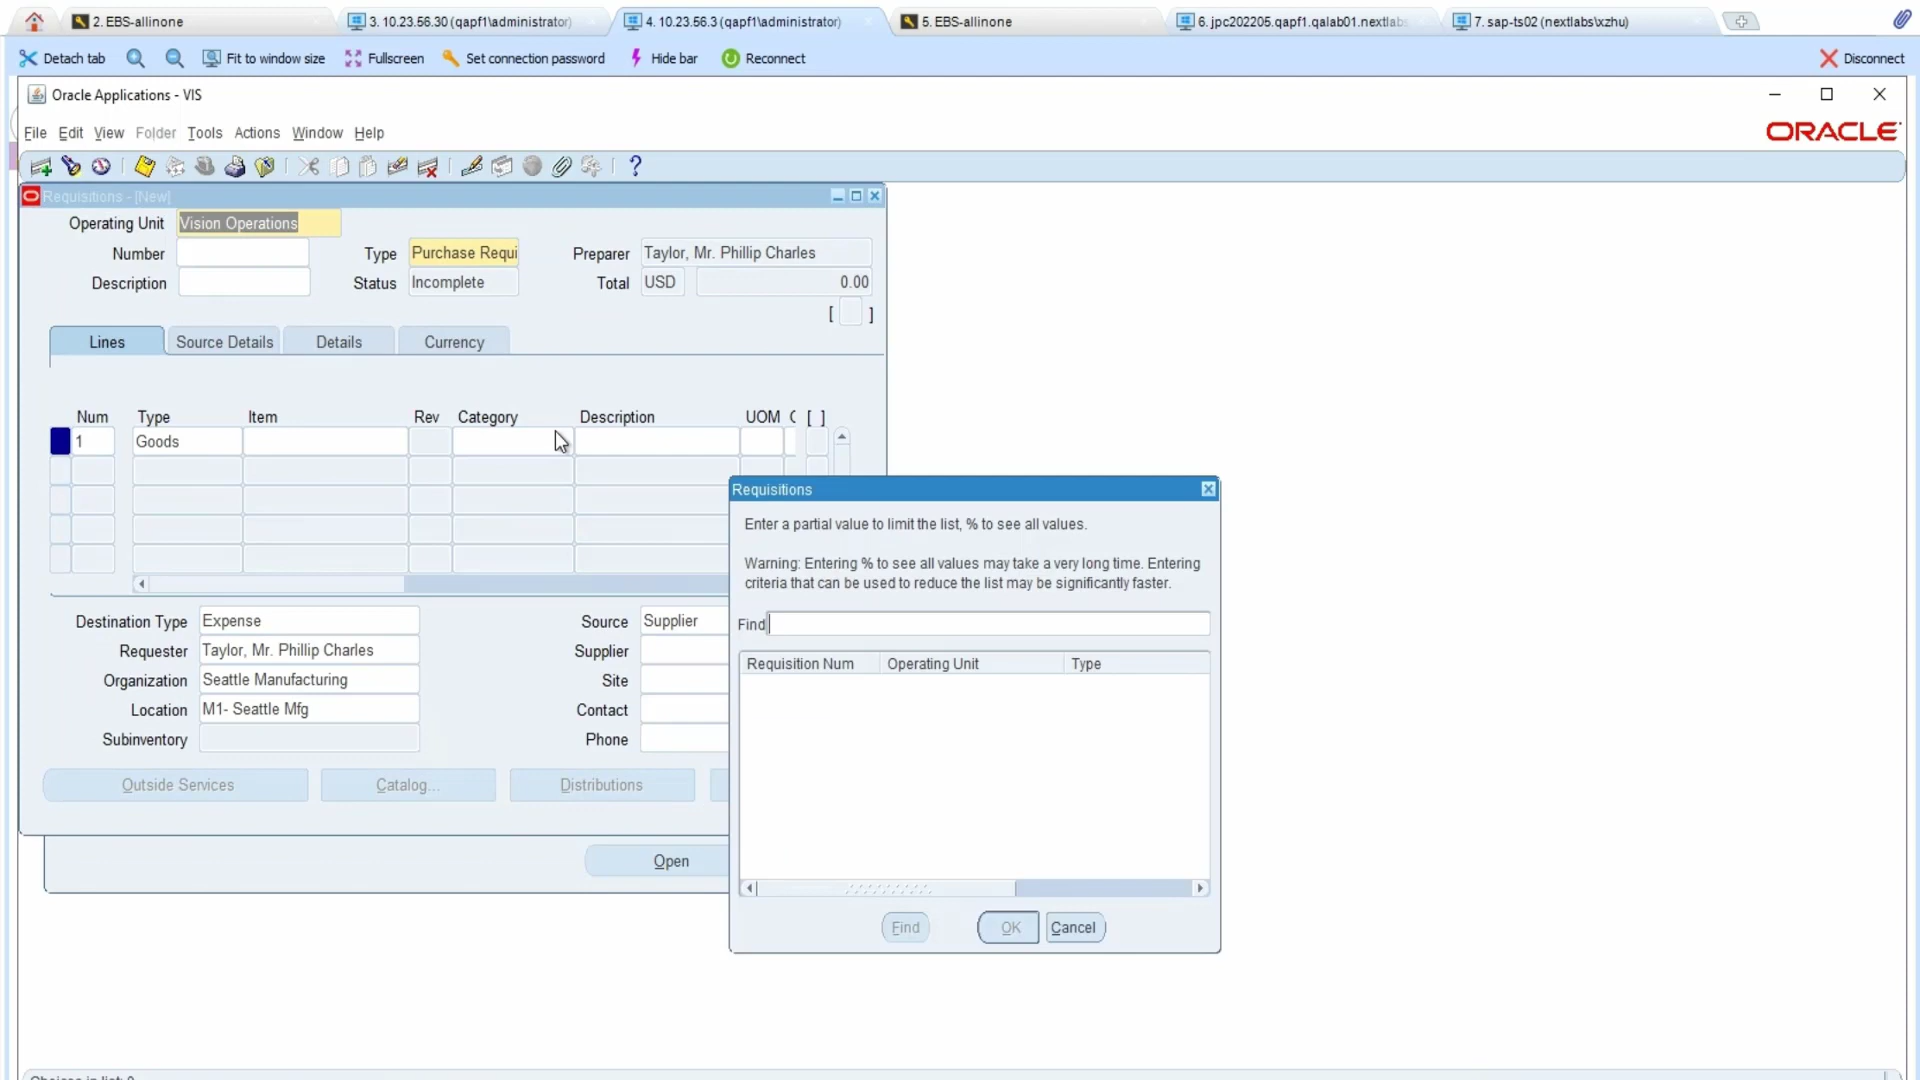 2. EBS-allinone
3. 10.23.56.30 (qapf1\administrator)
4. 10.23.56.3 (qapf1\administrator)
5. EBS-allinone
6. jpc202205.qapf1.qalab01.nextlabs
7. sap-ts02 (nextlabs\xzhu)
Detach tab
Fit to window size
Fullscreen
Set connection password
Hide bar
Reconnect
Disconnect
Oracle Applications - VIS
File Edit View Folder Tools Actions Window Help
ORACLE
Requisitions - [New]
Operating Unit Vision Operations
Number
Type Purchase Requi
Preparer Taylor, Mr. Phillip Charles
Description
Status Incomplete
Total USD 0.00
[ ]
Lines Source Details Details Currency
Num Type Item Rev Category Description UOM [ ]
1 Goods
Destination Type Expense
Source Supplier
Requester Taylor, Mr. Phillip Charles
Supplier
Organization Seattle Manufacturing
Site
Location M1- Seattle Mfg
Contact
Subinventory
Phone
Outside Services Catalog... Distributions
Open
Requisitions
Enter a partial value to limit the list, % to see all values.
Warning: Entering % to see all values may take a very long time. Entering
criteria that can be used to reduce the list may be significantly faster.
Find
Requisition Num Operating Unit Type
Find OK Cancel